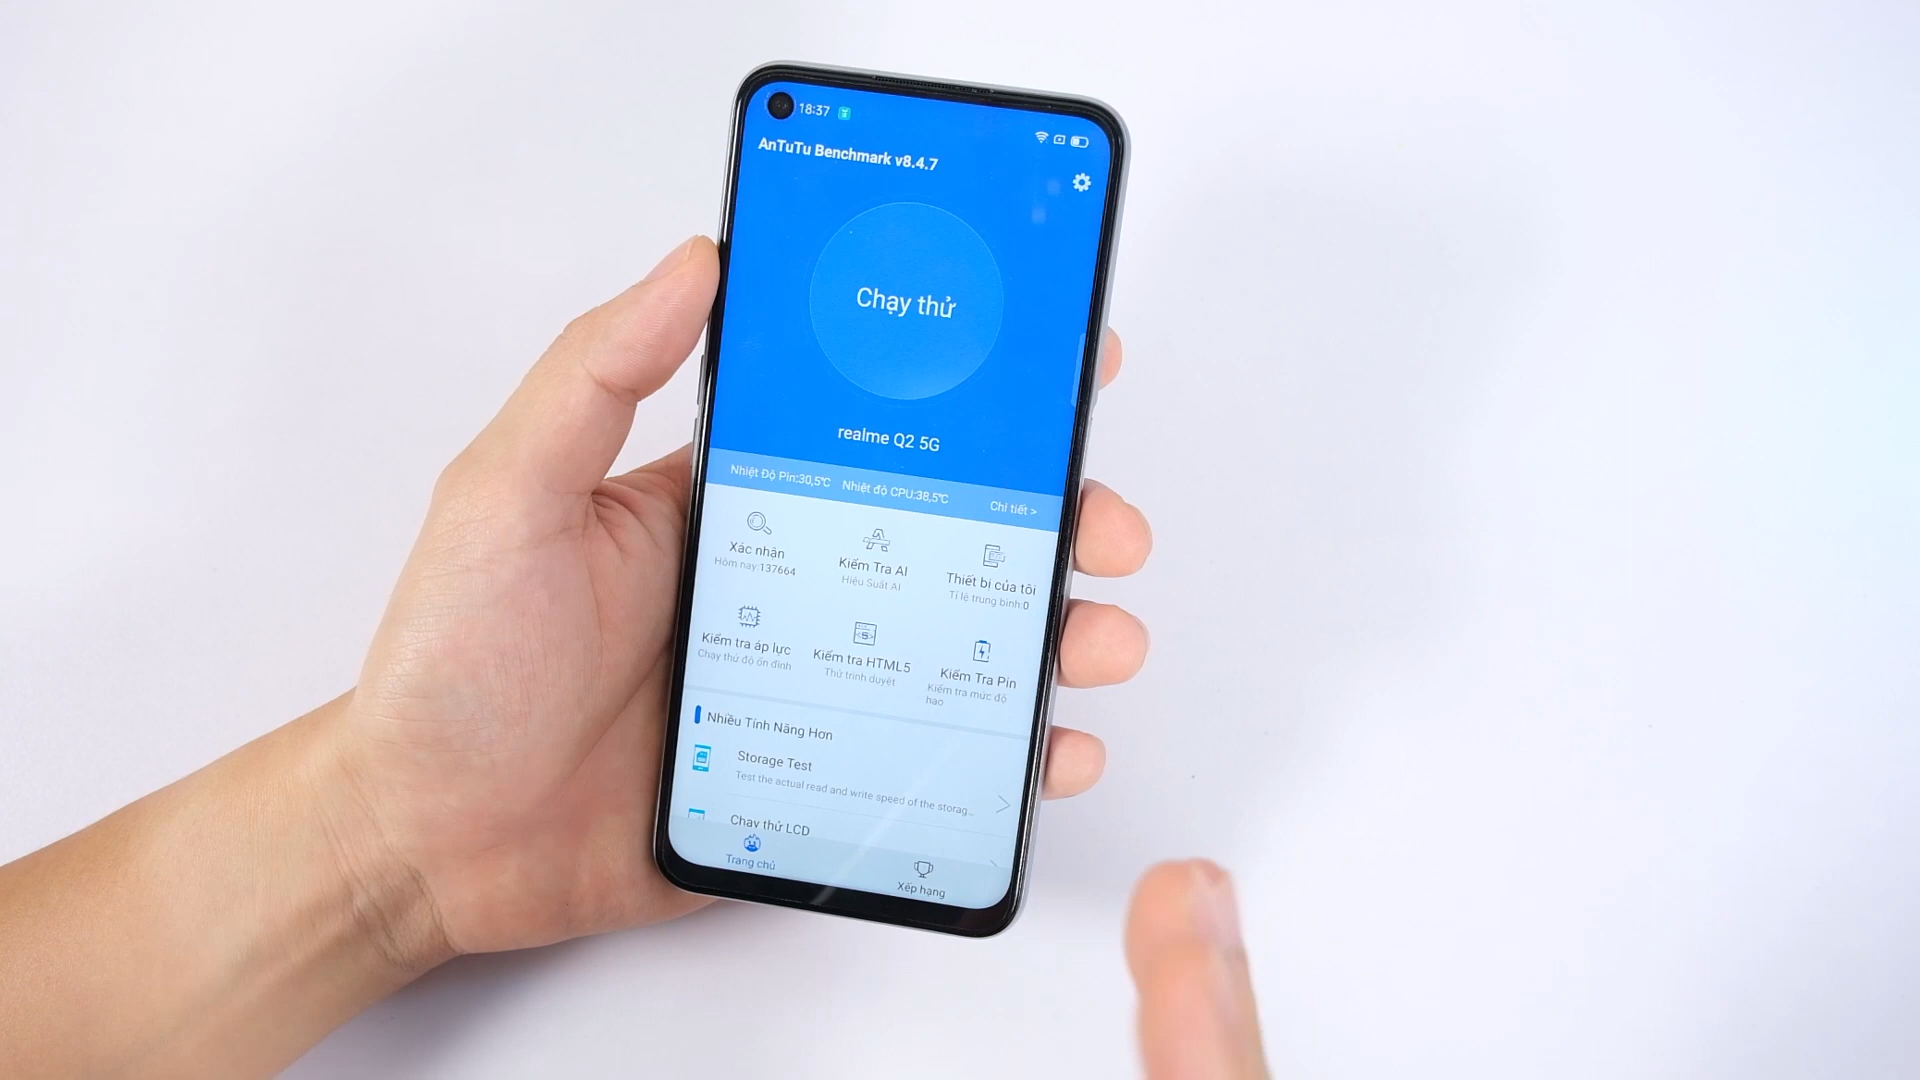 18:37
AnTuTu Benchmark v8.4.7
Chạy thử
realme Q2 5G
Nhiệt Độ Pin:30,5℃ Nhiệt độ CPU:38,5℃ Chi tiết >
Xác nhận
Hôm nay:137664
Kiểm Tra AI
Hiệu Suất AI
Thiết bị của tôi
Tỉ lệ trung bình:0
Kiểm tra áp lực
Chạy thử độ ổn định
Kiểm tra HTML5
Thử trình duyệt
Kiểm Tra Pin
Kiểm tra mức độ
hao
Nhiều Tính Năng Hơn
Storage Test
Test the actual read and write speed of the storag...
Chạy thử LCD
Trang chủ
Xếp hạng